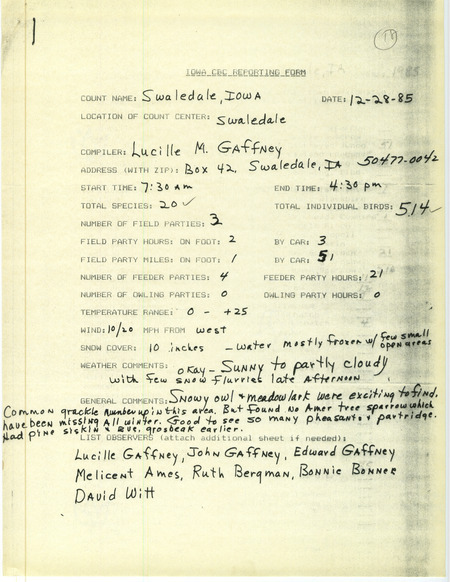 18
IOWA CBC REPORTING FORM
COUNT NAME: Swaledale, Iowa DATE: 12-28-85
LOCATION OF COUNT CENTER: Swaledale
COMPILER: Lucille M. Gaffney
ADDRESS (WITH ZIP): Box 42, Swaledale, IA 50477-0042
START TIME: 7:30 am END TIME: 4:30 pm
TOTAL SPECIES: 20 ✓ TOTAL INDIVIDUAL BIRDS: 514 ✓
NUMBER OF FIELD PARTIES: 3
FIELD PARTY HOURS: ON FOOT: 2 BY CAR: 3
FIELD PARTY MILES: ON FOOT: 1 BY CAR: 51
NUMBER OF FEEDER PARTIES: 4 FEEDER PARTY HOURS: 21
NUMBER OF OWLING PARTIES: 0 OWLING PARTY HOURS: 0
TEMPERATURE RANGE: 0 - +25
WIND: 10/20 MPH FROM West
SNOW COVER: 10 inches - water mostly frozen w/ few small open areas
WEATHER COMMENTS: okay - Sunny to partly cloudy
with few snow flurries late afternoon
GENERAL COMMENTS: Snowy owl & meadowlark were exciting to find.
Common grackle number up in this area. But found no Amer tree sparrow which
have been missing all winter. Good to see so many pheasants & partridge.
Had pine siskin & eve. grosbeak earlier.
LIST OBSERVERS (attach additional sheet if needed):
Lucille Gaffney, John Gaffney, Edward Gaffney
Melicent Ames, Ruth Bergman, Bonnie Bonner
David Witt